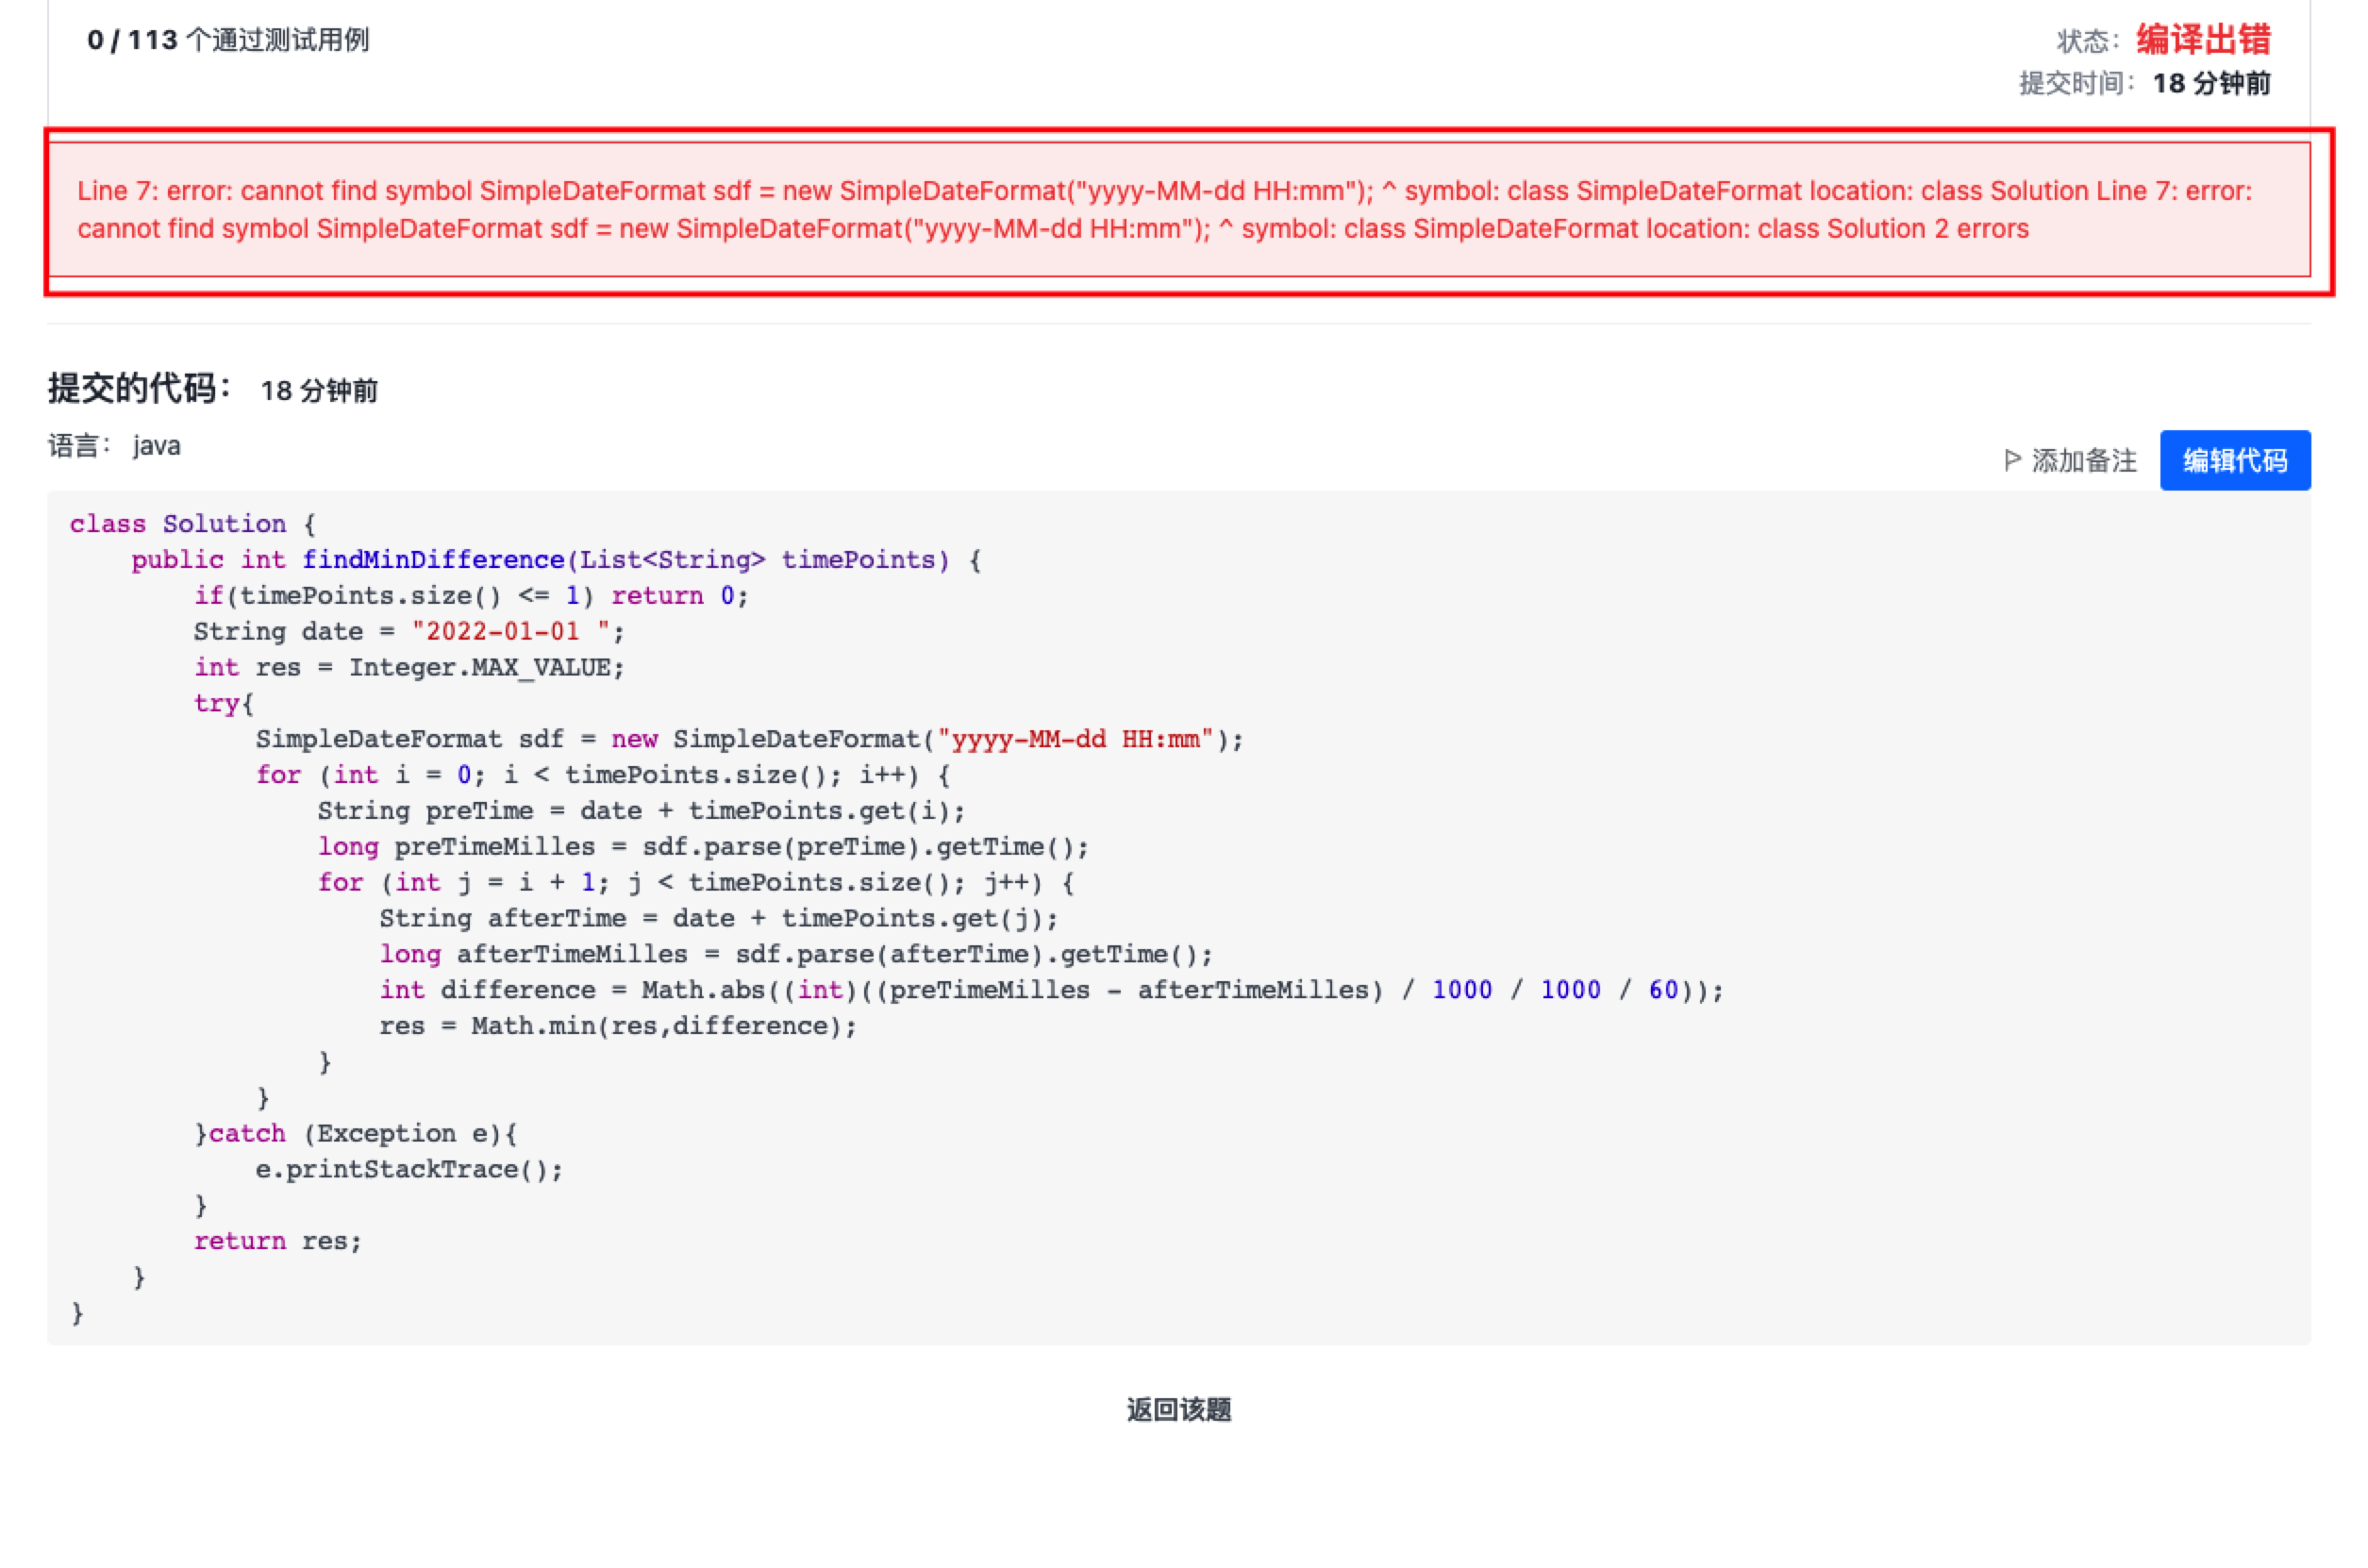 0 / 113 个通过测试用例
状态： 编译出错
提交时间： 18 分钟前
Line 7: error: cannot find symbol SimpleDateFormat sdf = new SimpleDateFormat("yyyy-MM-dd HH:mm"); ^ symbol: class SimpleDateFormat location: class Solution Line 7: error:
cannot find symbol SimpleDateFormat sdf = new SimpleDateFormat("yyyy-MM-dd HH:mm"); ^ symbol: class SimpleDateFormat location: class Solution 2 errors
提交的代码： 18 分钟前
语言： java
添加备注 编辑代码
class Solution {
    public int findMinDifference(List<String> timePoints) {
        if(timePoints.size() <= 1) return 0;
        String date = "2022-01-01 ";
        int res = Integer.MAX_VALUE;
        try{
            SimpleDateFormat sdf = new SimpleDateFormat("yyyy-MM-dd HH:mm");
            for (int i = 0; i < timePoints.size(); i++) {
                String preTime = date + timePoints.get(i);
                long preTimeMilles = sdf.parse(preTime).getTime();
                for (int j = i + 1; j < timePoints.size(); j++) {
                    String afterTime = date + timePoints.get(j);
                    long afterTimeMilles = sdf.parse(afterTime).getTime();
                    int difference = Math.abs((int)((preTimeMilles - afterTimeMilles) / 1000 / 1000 / 60));
                    res = Math.min(res,difference);
                }
            }
        }catch (Exception e){
            e.printStackTrace();
        }
        return res;
    }
}
返回该题